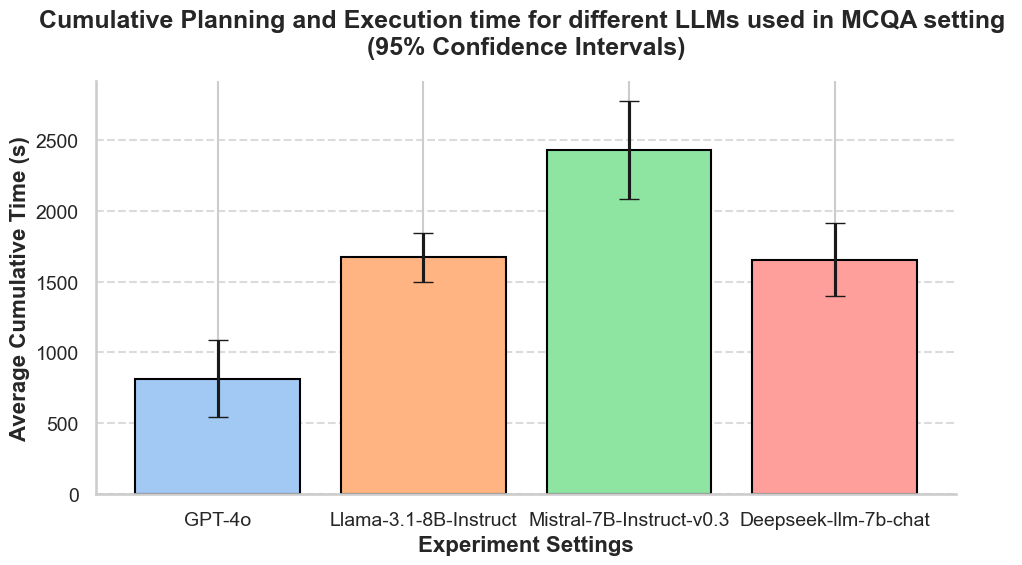 Cumulative Planning and Execution time for different LLMs used in MCQA setting
(95% Confidence Intervals)
Average Cumulative Time (s)
2500
2000
1500
1000
500
0
GPT-4o
Llama-3.1-8B-Instruct
Mistral-7B-Instruct-v0.3
Deepseek-llm-7b-chat
Experiment Settings